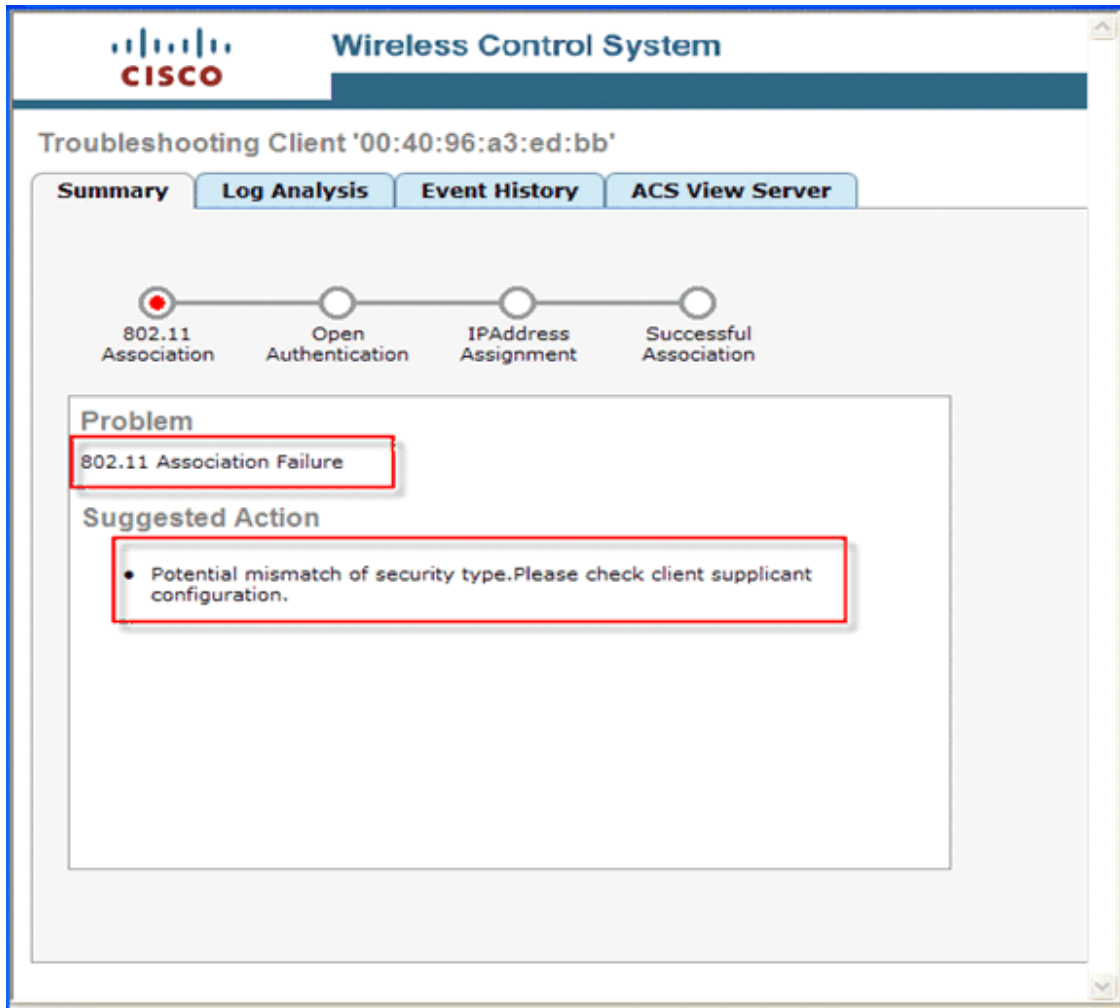 CISCO
Wireless Control System
Troubleshooting Client '00:40:96:a3:ed:bb'
Summary
Log Analysis
Event History
ACS View Server
802.11
Association
Open
Authentication
IPAddress
Assignment
Successful
Association
Problem
802.11 Association Failure
Suggested Action
• Potential mismatch of security type.Please check client supplicant
configuration.